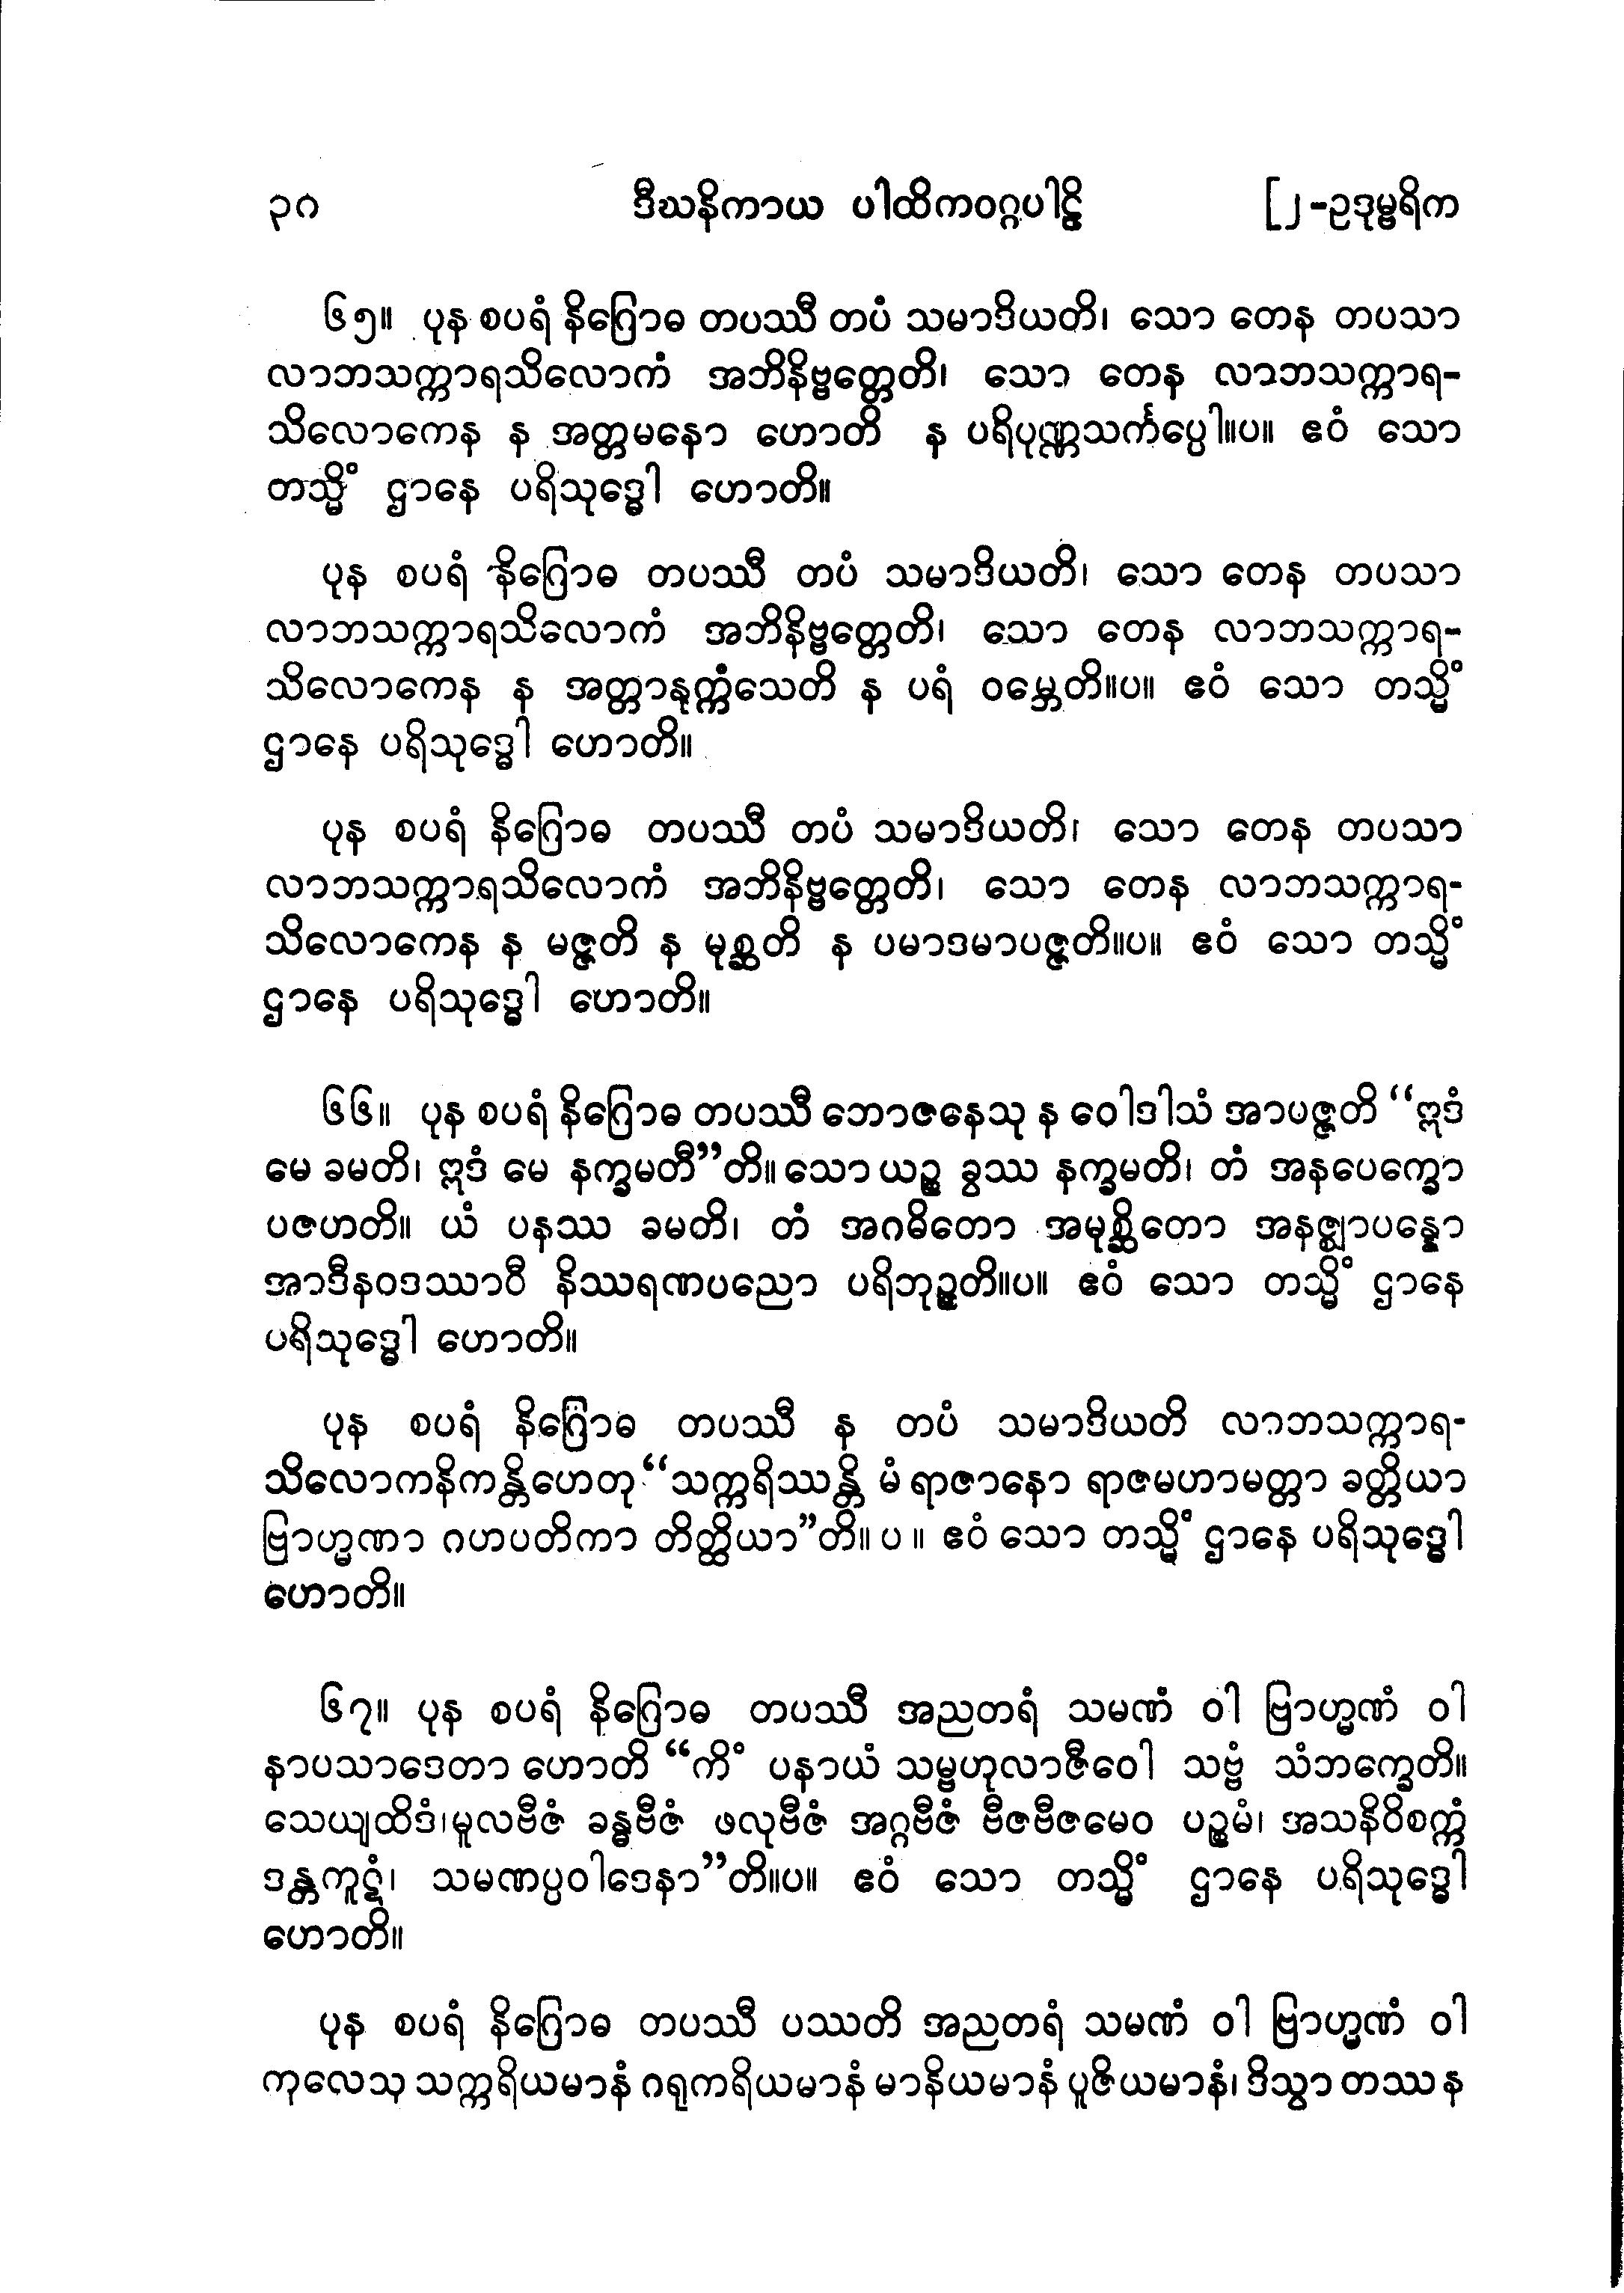 ၃၈ ဒီဃနိကာယ ပါထိကဝဂ္ဂပါဠိ [၂-ဥဒုမ္ဗရိက
၆၅။ ပုန စပရံ နိဂြောဓ တပဿီ တပံ သမာဒိယတိ၊ သော တေန တပသာ
လာဘသက္ကာရသိလောကံ အဘိနိဗ္ဗတ္တေတိ၊ သော တေန လာဘသက္ကာရ-
သိလောကေန န အတ္တမနော ဟောတိ န ပရိပုဏ္ဏသင်္ကပ္ပေါ။ပ။ ဧဝံ သော
တသ္မိံ ဌာနေ ပရိသုဒ္ဓေါ ဟောတိ။
ပုန စပရံ နိဂြောဓ တပဿီ တပံ သမာဒိယတိ၊ သော တေန တပသာ
လာဘသက္ကာရသိလောကံ အဘိနိဗ္ဗတ္တေတိ၊ သော တေန လာဘသက္ကာရ-
သိလောကေန န အတ္တာနုက္ကံသေတိ န ပရံ ဝမ္ဘေတိ။ပ။ ဧဝံ သော တသ္မိံ
ဌာနေ ပရိသုဒ္ဓေါ ဟောတိ။
ပုန စပရံ နိဂြောဓ တပဿီ တပံ သမာဒိယတိ၊ သော တေန တပသာ
လာဘသက္ကာရသိလောကံ အဘိနိဗ္ဗတ္တေတိ၊ သော တေန လာဘသက္ကာရ-
သိလောကေန န မဇ္ဇတိ န မုစ္ဆတိ န ပမာဒမာပဇ္ဇတိ။ပ။ ဧဝံ သော တသ္မိံ
ဌာနေ ပရိသုဒ္ဓေါ ဟောတိ။
၆၆။ ပုန စပရံ နိဂြောဓ တပဿီ ဘောဇနေသု န ဝေါဒါသံ အာပဇ္ဇတိ “ဣဒံ
မေ ခမတိ၊ ဣဒံ မေ နက္ခမတီ”တိ။ သော ယဉ္စ ခွဿ နက္ခမတိ၊ တံ အနပေက္ခော
ပဇဟတိ။ ယံ ပနဿ ခမတိ၊ တံ အဂဓိတော အမုစ္ဆိတော အနဇ္ဈာပန္နော
အာဒီနဝဒဿာဝီ နိဿရဏပညော ပရိဘုဉ္ဇတိ။ပ။ ဧဝံ သော တသ္မိံ ဌာနေ
ပရိသုဒ္ဓေါ ဟောတိ။
ပုန စပရံ နိဂြောဓ တပဿီ န တပံ သမာဒိယတိ လာဘသက္ကာရ-
သိလောကနိကန္တိဟေတု “သက္ကရိဿန္တိ မံ ရာဇာနော ရာဇမဟာမတ္တာ ခတ္တိယာ
ဗြာဟ္မဏာ ဂဟပတိကာ တိတ္ထိယာ”တိ။ ပ ။ ဧဝံ သော တသ္မိံ ဌာနေ ပရိသုဒ္ဓေါ
ဟောတိ။
၆၇။ ပုန စပရံ နိဂြောဓ တပဿီ အညတရံ သမဏံ ဝါ ဗြာဟ္မဏံ ဝါ
နာပသာဒေတာ ဟောတိ “ကိံ ပနာယံ သမ္ဗဟုလာဇီဝေါ သဗ္ဗံ သံဘက္ခေတိ။
သေယျထိဒံ၊မူလဗီဇံ ခန္ဓဗီဇံ ဖလုဗီဇံ အဂ္ဂဗီဇံ ဗီဇဗီဇမေဝ ပဉ္စမံ၊ အသနိဝိစက္ကံ
ဒန္တကူဋံ၊ သမဏပ္ပဝါဒေနာ”တိ။ပ။ ဧဝံ သော တသ္မိံ ဌာနေ ပရိသုဒ္ဓေါ
ဟောတိ။
ပုန စပရံ နိဂြောဓ တပဿီ ပဿတိ အညတရံ သမဏံ ဝါ ဗြာဟ္မဏံ ဝါ
ကုလေသု သက္ကရိယမာနံ ဂရုကရိယမာနံ မာနိယမာနံ ပူဇိယမာနံ၊ ဒိသွာ တဿ န